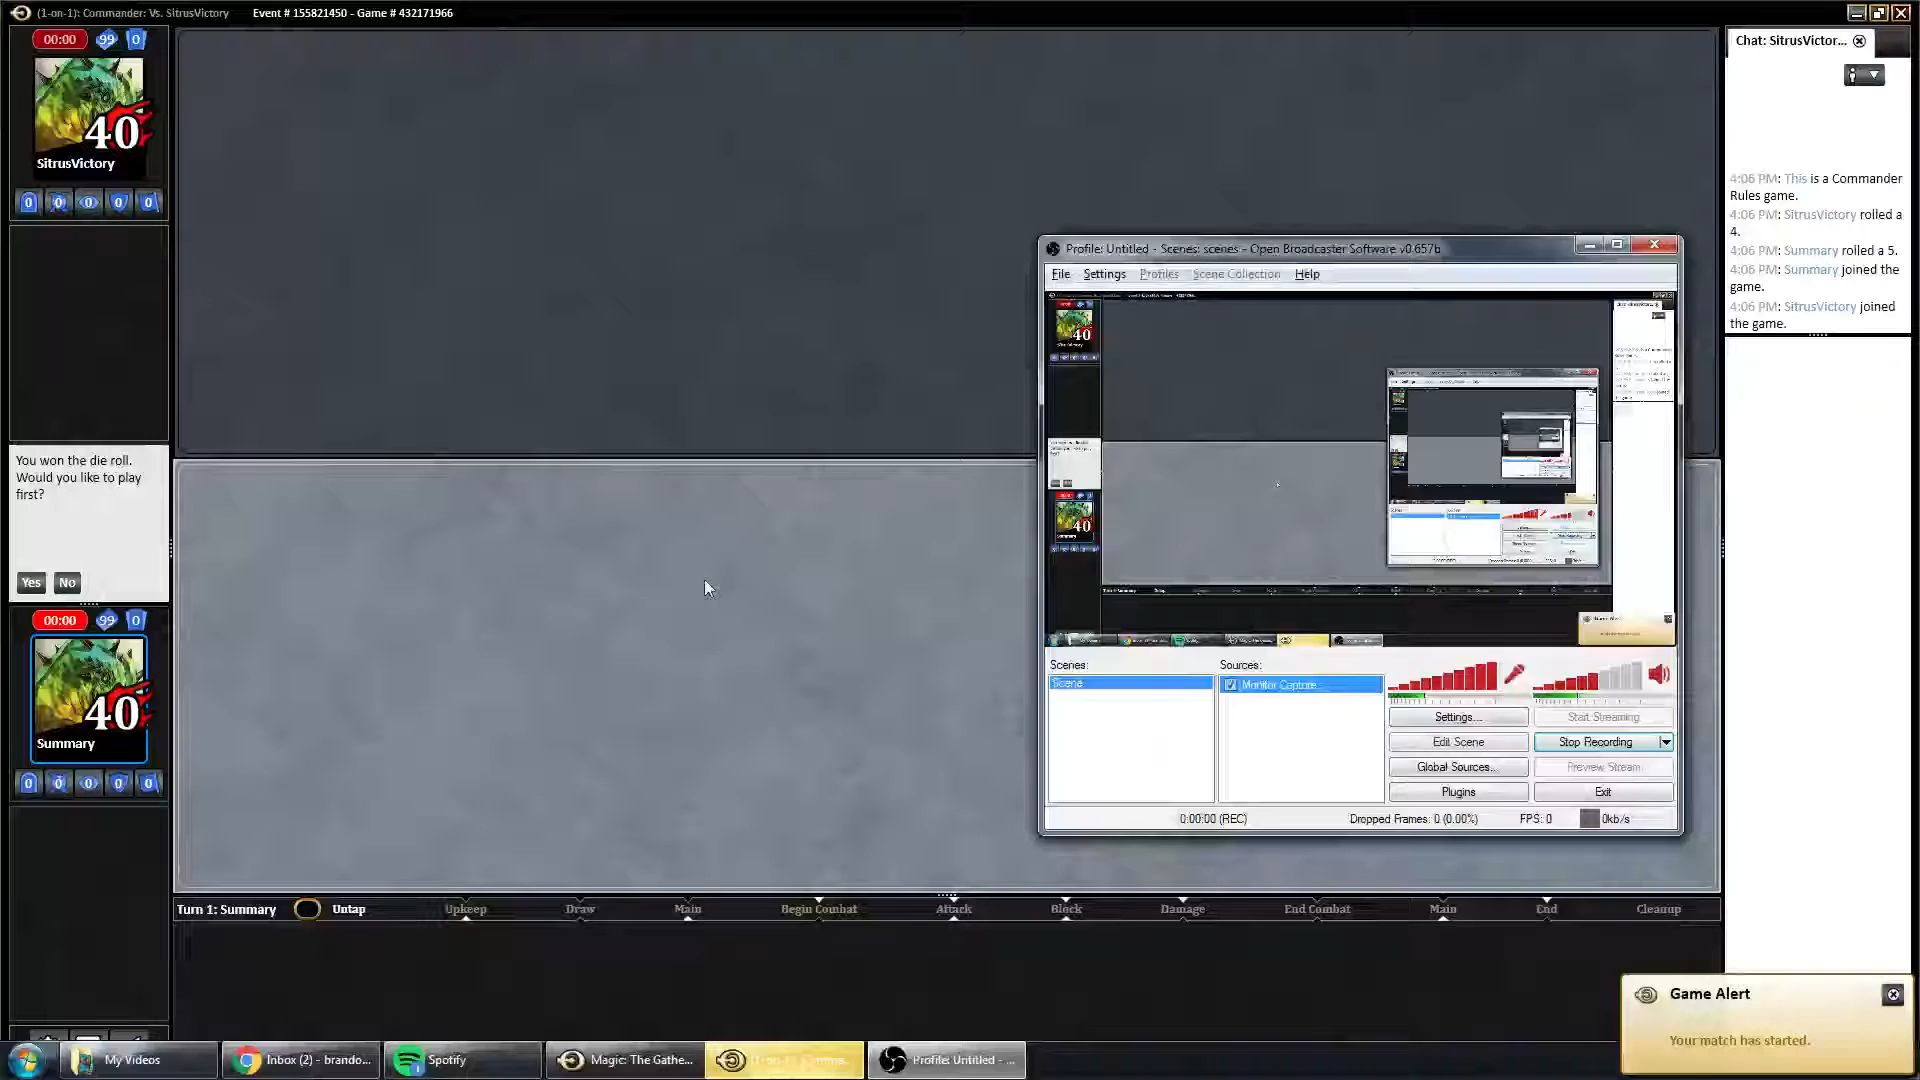 (1-on-1): Commander: Vs. SitrusVictory
Event # 155821450 - Game # 432171966
00:00 99 0
40
SitrusVictory
0 0 0 0 0
You won the die roll.
Would you like to play
first?
Yes No
00:00 99 0
40
Summary
0 0 0 0 0
Chat: SitrusVictor...
4:06 PM: This is a Commander
Rules game.
4:06 PM: SitrusVictory rolled a
4.
4:06 PM: Summary rolled a 5.
4:06 PM: Summary joined the
game.
4:06 PM: SitrusVictory joined
the game.
Profile: Untitled - Scenes: scenes - Open Broadcaster Software v0.657b
File Settings Profiles Scene Collection Help
40
40
Scenes:
Scene
Sources:
Monitor Capture
Settings... Start Streaming
Edit Scene Stop Recording
Global Sources... Preview Stream
Plugins Exit
0:00:00 (REC) Dropped Frames: 0 (0.00%) FPS: 0 0kb/s
Turn 1: Summary Untap Upkeep Draw Main Begin Combat Attack Block Damage End Combat Main End Cleanup
Game Alert
Your match has started.
My Videos Inbox (2) - brando... Spotify Magic: The Gathe... Profile: Untitled - ...